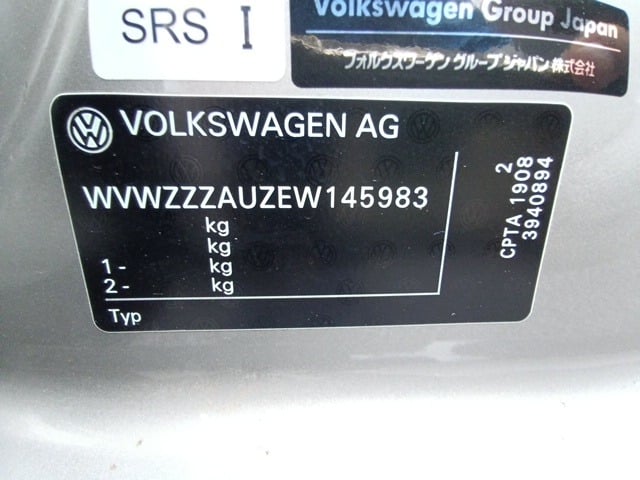 SRS I
Volkswagen Group Japan
フォルクスワーゲン グループ ジャパン 株式会社
VOLKSWAGEN AG
WVWZZZAUZEW145983
kg
kg
1 - kg
2 - kg
Typ
2
CPTA 1908
3940894